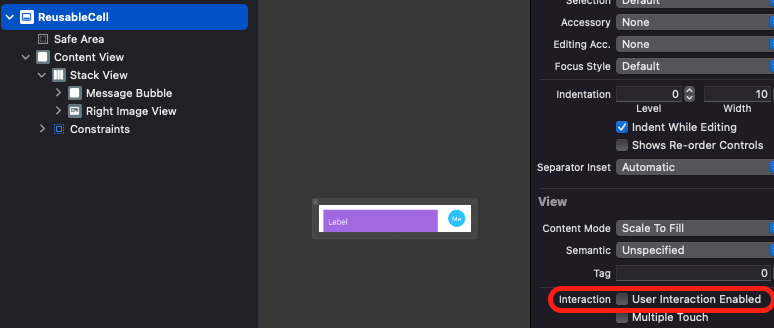 ReusableCell
Safe Area
Content View
Stack View
Message Bubble
Right Image View
Constraints
Label
Me
Selection Default
Accessory None
Editing Acc. None
Focus Style Default
Indentation 0 10
Level Width
Indent While Editing
Shows Re-order Controls
Separator Inset Automatic
View
Content Mode Scale To Fill
Semantic Unspecified
Tag 0
Interaction User Interaction Enabled
Multiple Touch